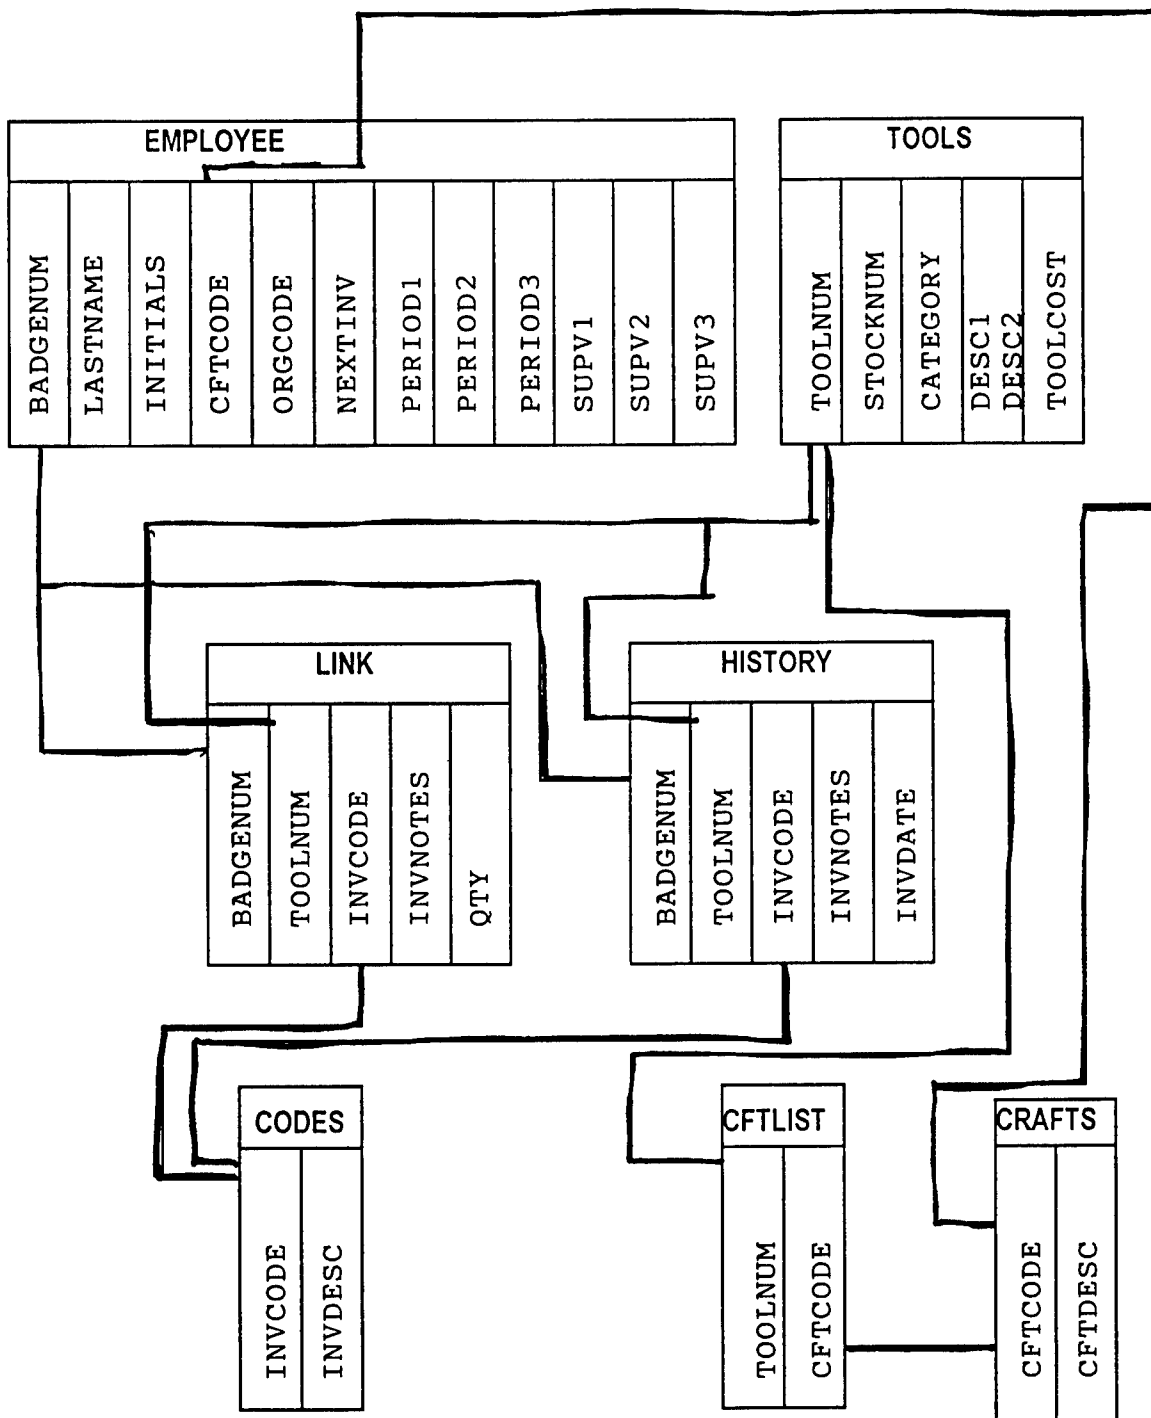 EMPLOYEE
BADGENUM
LASTNAME
INITIALS
CFTCODE
ORGCODE
NEXTINV
PERIOD1
PERIOD2
PERIOD3
SUPV1
SUPV2
SUPV3
TOOLS
TOOLNUM
STOCKNUM
CATEGORY
DESC1
DESC2
TOOLCOST
LINK
BADGENUM
TOOLNUM
INVCODE
INVNOTES
QTY
HISTORY
BADGENUM
TOOLNUM
INVCODE
INVNOTES
INVDATE
CODES
INVCODE
INVDESC
CFTLIST
TOOLNUM
CFTCODE
CRAFTS
CFTCODE
CFTDESC